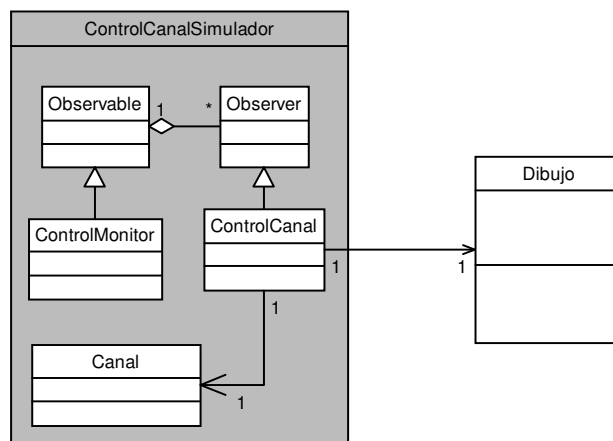 ControlCanalSimulador
Observable
Observer
1
*
Dibujo
ControlMonitor
ControlCanal
1
1
1
Canal
1